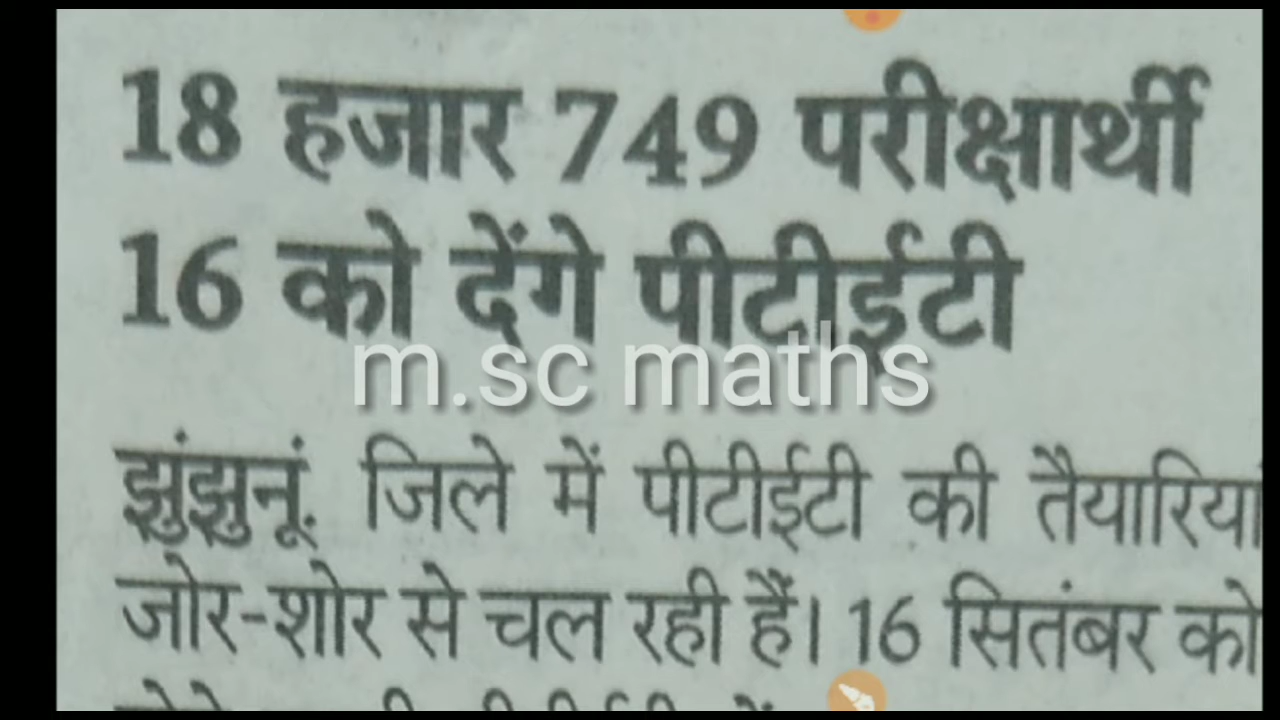 18 हजार 749 परीक्षार्थी
16 को देंगे पीटीईटी
m.sc maths
झुंझुनूं. जिले में पीटीईटी की तैयारियां
जोर-शोर से चल रही हैं। 16 सितंबर को